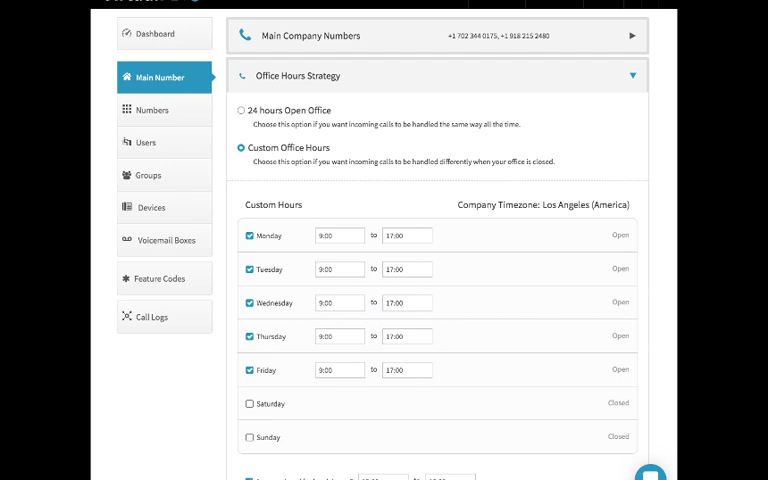 Dashboard
Main Number
Numbers
Users
Groups
Devices
Voicemail Boxes
Feature Codes
Call Logs
Main Company Numbers +1 702 344 0175, +1 918 215 2480
Office Hours Strategy
24 hours Open Office
Choose this option if you want incoming calls to be handled the same way all the time.
Custom Office Hours
Choose this option if you want incoming calls to be handled differently when your office is closed.
Custom Hours Company Timezone: Los Angeles (America)
Monday 9:00 to 17:00 Open
Tuesday 9:00 to 17:00 Open
Wednesday 9:00 to 17:00 Open
Thursday 9:00 to 17:00 Open
Friday 9:00 to 17:00 Open
Saturday Closed
Sunday Closed